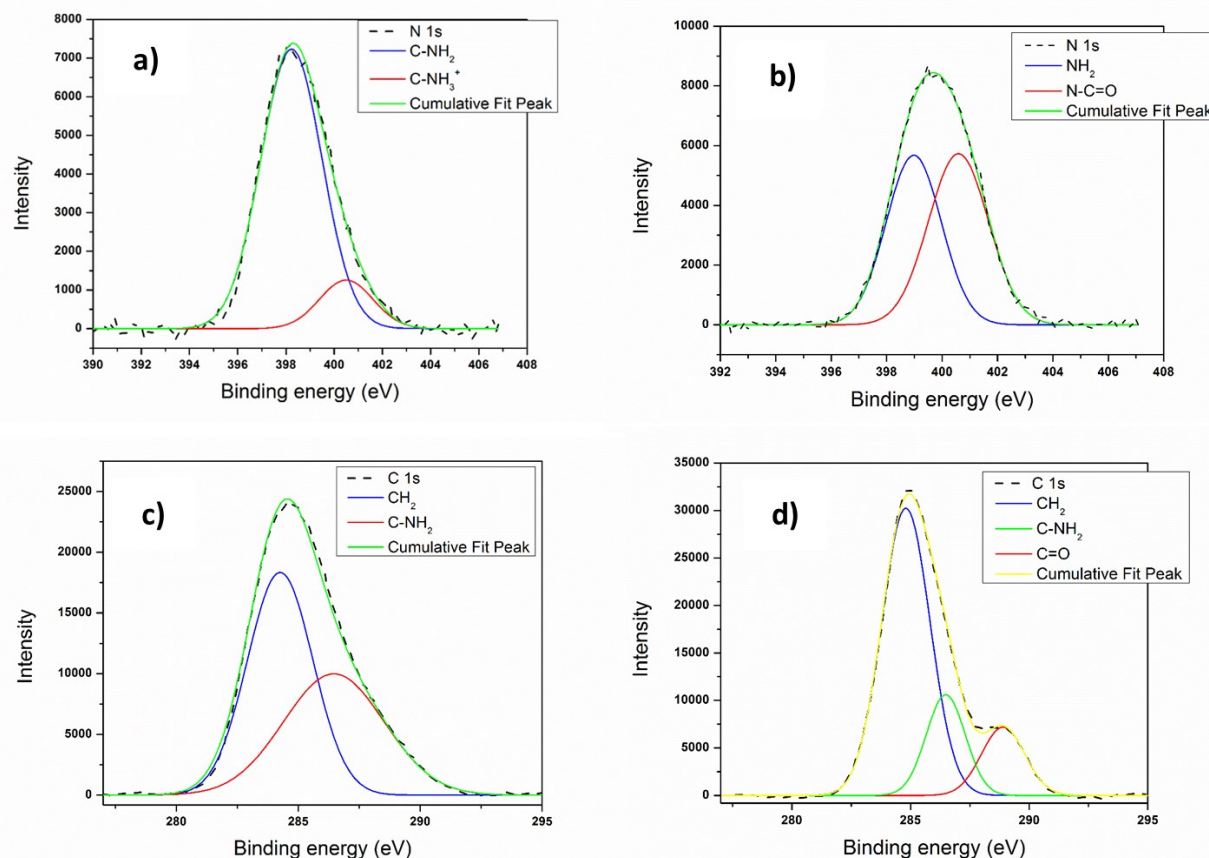 a)
N 1s
C-NH₂
C-NH₃⁺
Cumulative Fit Peak
Intensity
8000
7000
6000
5000
4000
3000
2000
1000
0
390 392 394 396 398 400 402 404 406 408
Binding energy (eV)
b)
N 1s
NH₂
N-C=O
Cumulative Fit Peak
Intensity
10000
8000
6000
4000
2000
0
392 394 396 398 400 402 404 406 408
Binding energy (eV)
c)
C 1s
CH₂
C-NH₂
Cumulative Fit Peak
Intensity
25000
20000
15000
10000
5000
0
280 285 290 295
Binding energy (eV)
d)
C 1s
CH₂
C-NH₂
C=O
Cumulative Fit Peak
Intensity
35000
30000
25000
20000
15000
10000
5000
0
280 285 290 295
Binding energy (eV)